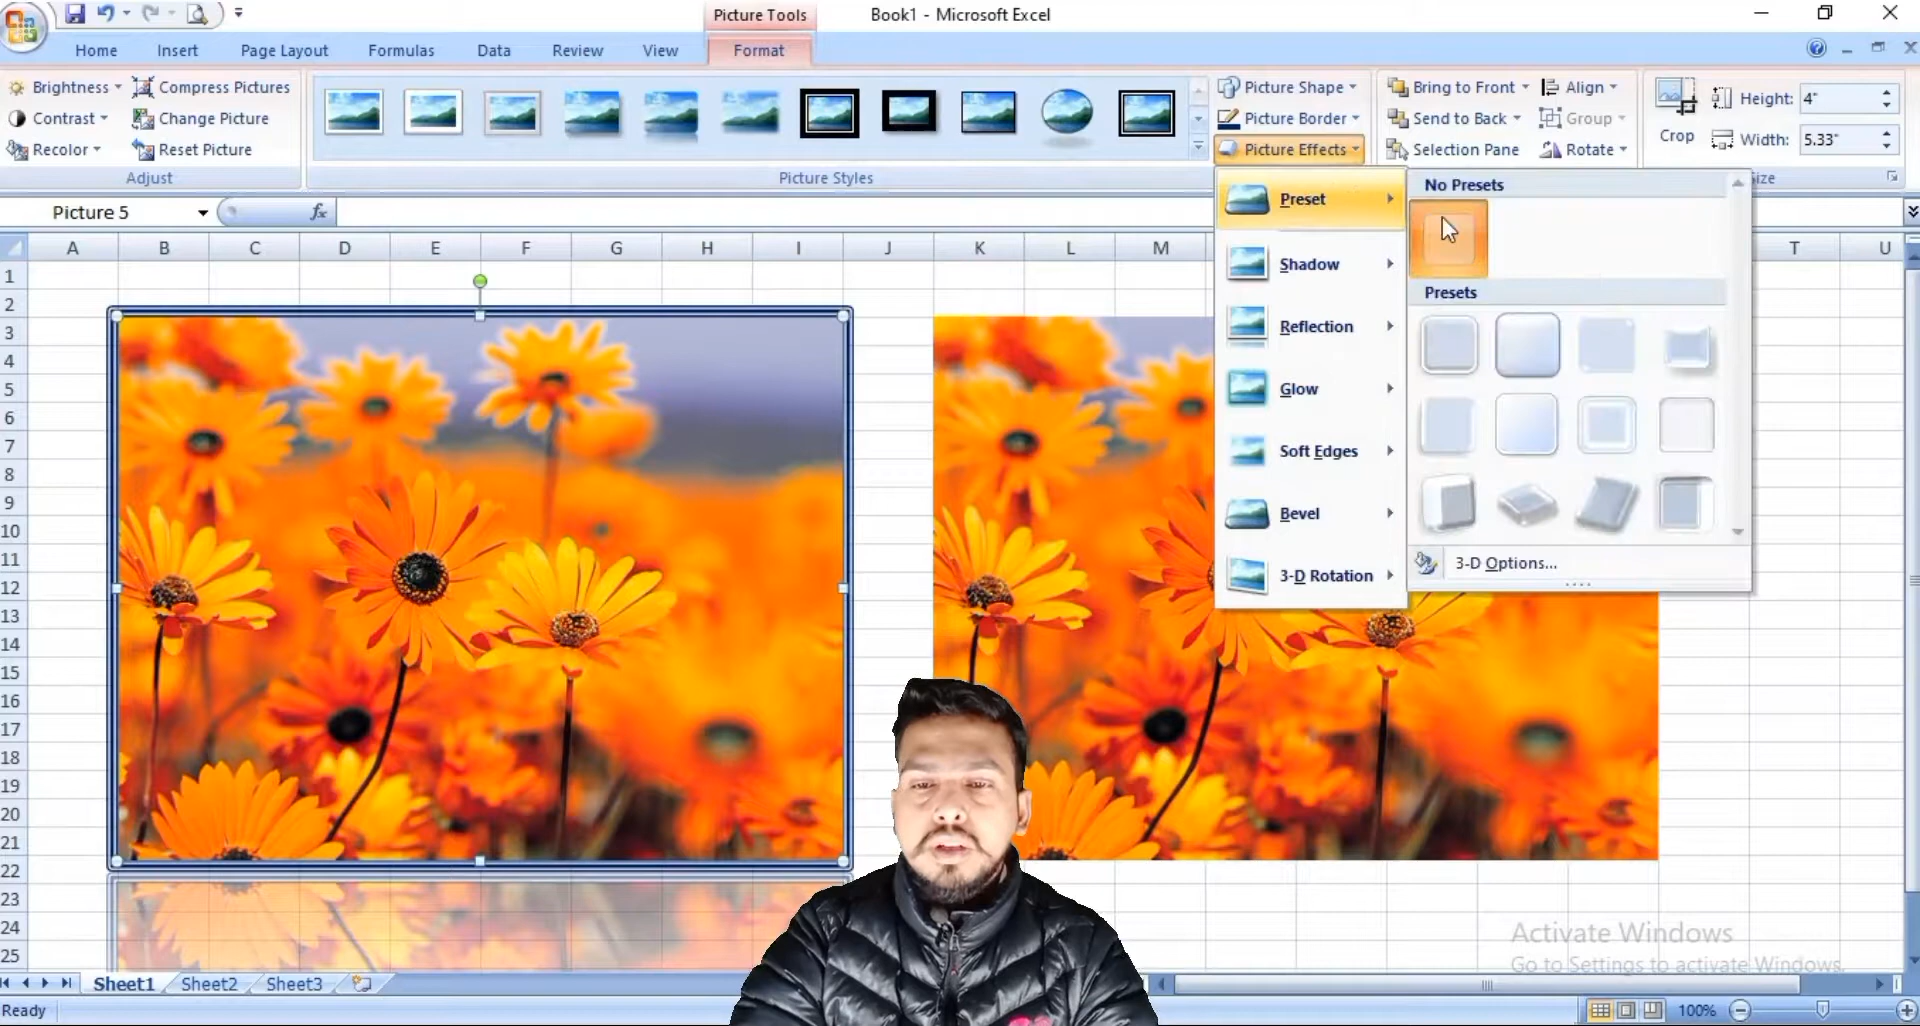 Picture Tools
Book1 - Microsoft Excel
Home Insert Page Layout Formulas Data Review View Format
Brightness Compress Pictures
Contrast Change Picture
Recolor Reset Picture
Adjust
Picture Styles
Picture Shape
Picture Border
Picture Effects
Bring to Front Align
Send to Back Group
Selection Pane Rotate
Crop
Height: 4"
Width: 5.33"
ize
Picture 5
fx
A B C D E F G H I J K L M T U
1
2
3
4
5
6
7
8
9
10
11
12
13
14
15
16
17
18
19
20
21
22
23
24
25
Preset
Shadow
Reflection
Glow
Soft Edges
Bevel
3-D Rotation
No Presets
Presets
3-D Options...
Activate Windows
Go to Settings to activate Windows.
Sheet1 Sheet2 Sheet3
Ready
100%